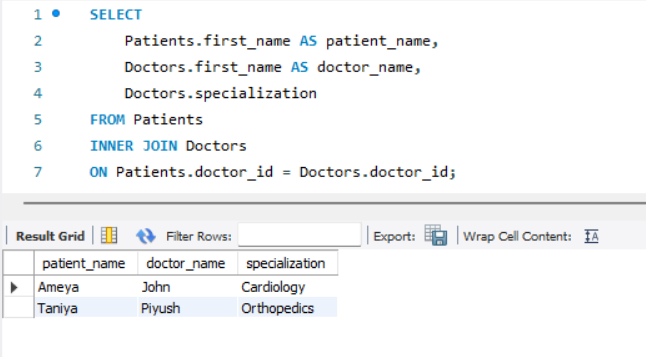 1 SELECT
2 Patients.first_name AS patient_name,
3 Doctors.first_name AS doctor_name,
4 Doctors.specialization
5 FROM Patients
6 INNER JOIN Doctors
7 ON Patients.doctor_id = Doctors.doctor_id;
Result Grid Filter Rows: Export: Wrap Cell Content: IA
patient_name doctor_name specialization
Ameya John Cardiology
Taniya Piyush Orthopedics